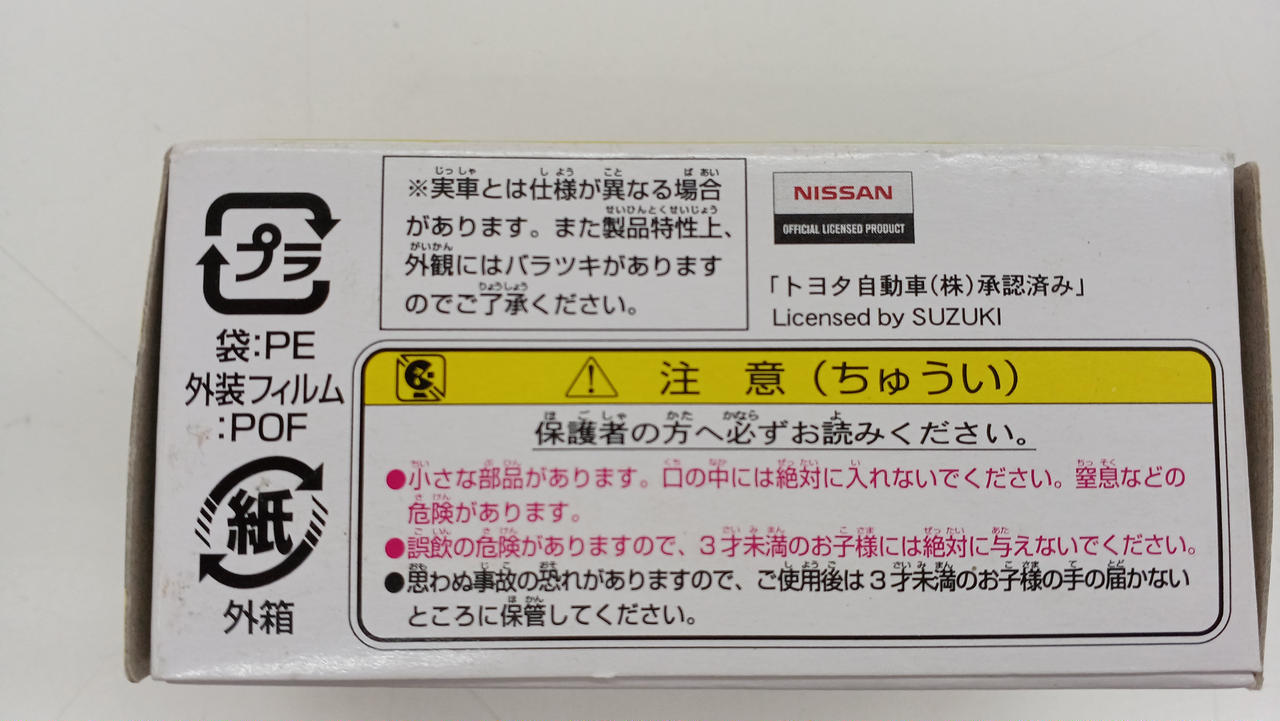 プラ
袋:PE
外装フィルム
:POF
紙
外箱
※実車とは仕様が異なる場合
があります。また製品特性上、
外観にはバラツキがあります
のでご了承ください。
NISSAN
OFFICIAL LICENSED PRODUCT
「トヨタ自動車(株)承認済み」
Licensed by SUZUKI
注 意(ちゅうい)
保護者の方へ必ずお読みください。
●小さな部品があります。口の中には絶対に入れないでください。窒息などの
危険があります。
●誤飲の危険がありますので、3才未満のお子様には絶対に与えないでください。
●思わぬ事故の恐れがありますので、ご使用後は3才未満のお子様の手の届かない
ところに保管してください。